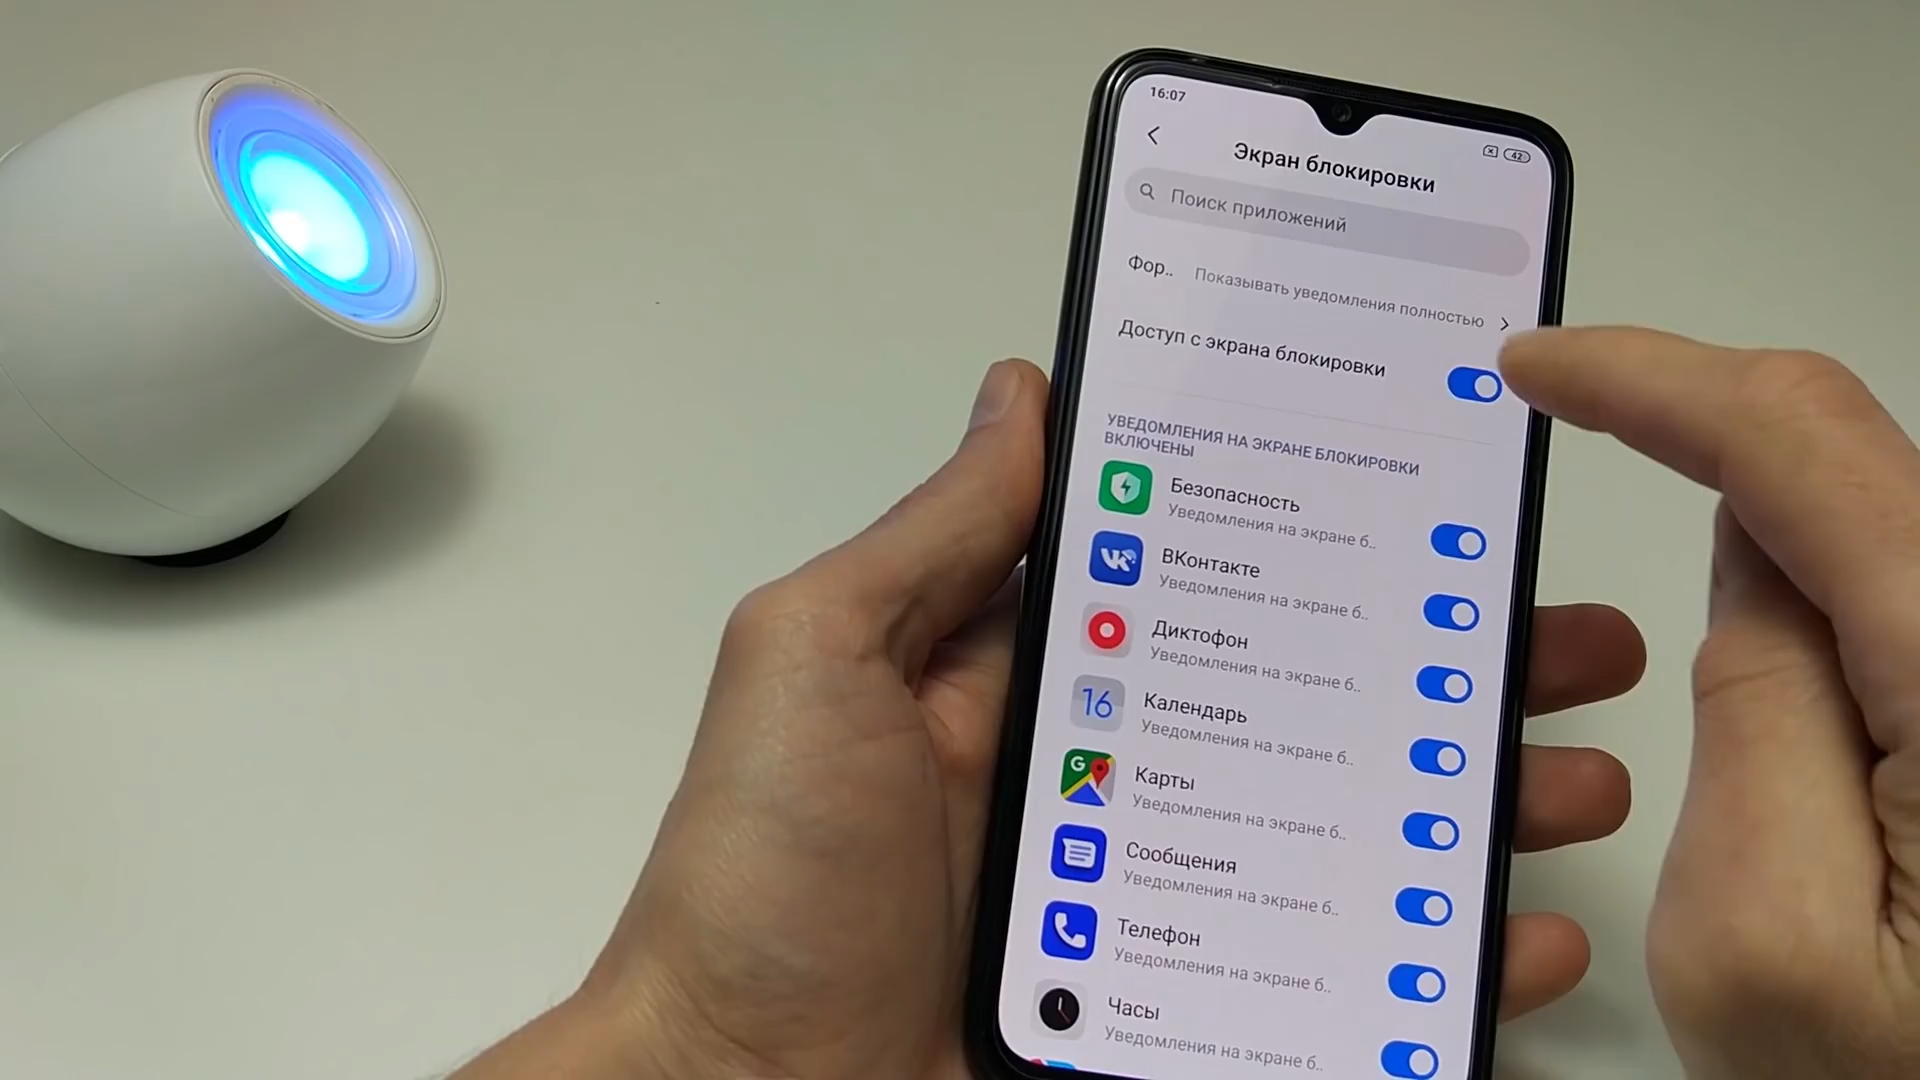 16:07
42
Экран блокировки
Поиск приложений
Фор..
Показывать уведомления полностью
Доступ с экрана блокировки
УВЕДОМЛЕНИЯ НА ЭКРАНЕ БЛОКИРОВКИ
ВКЛЮЧЕНЫ
Безопасность
Уведомления на экране б..
ВКонтакте
Уведомления на экране б..
Диктофон
Уведомления на экране б..
16
Календарь
Уведомления на экране б..
G
Карты
Уведомления на экране б..
Сообщения
Уведомления на экране б..
Телефон
Уведомления на экране б..
Часы
Уведомления на экране б..